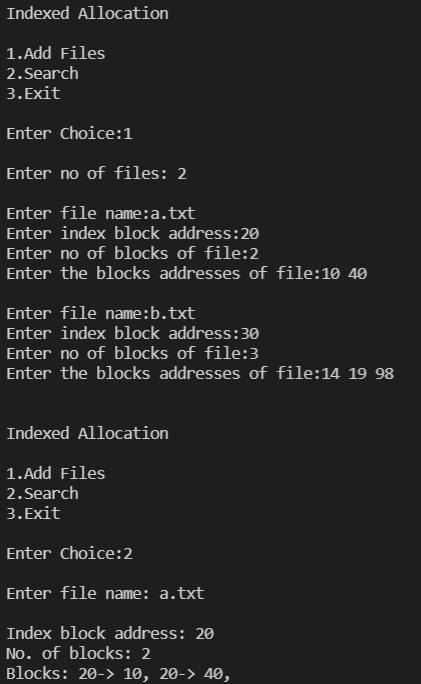 Indexed Allocation
1.Add Files
2.Search
3.Exit
Enter Choice:1
Enter no of files: 2
Enter file name:a.txt
Enter index block address:20
Enter no of blocks of file:2
Enter the blocks addresses of file:10 40
Enter file name:b.txt
Enter index block address:30
Enter no of blocks of file:3
Enter the blocks addresses of file:14 19 98
Indexed Allocation
1.Add Files
2.Search
3.Exit
Enter Choice:2
Enter file name: a.txt
Index block address: 20
No. of blocks: 2
Blocks: 20-> 10, 20-> 40,